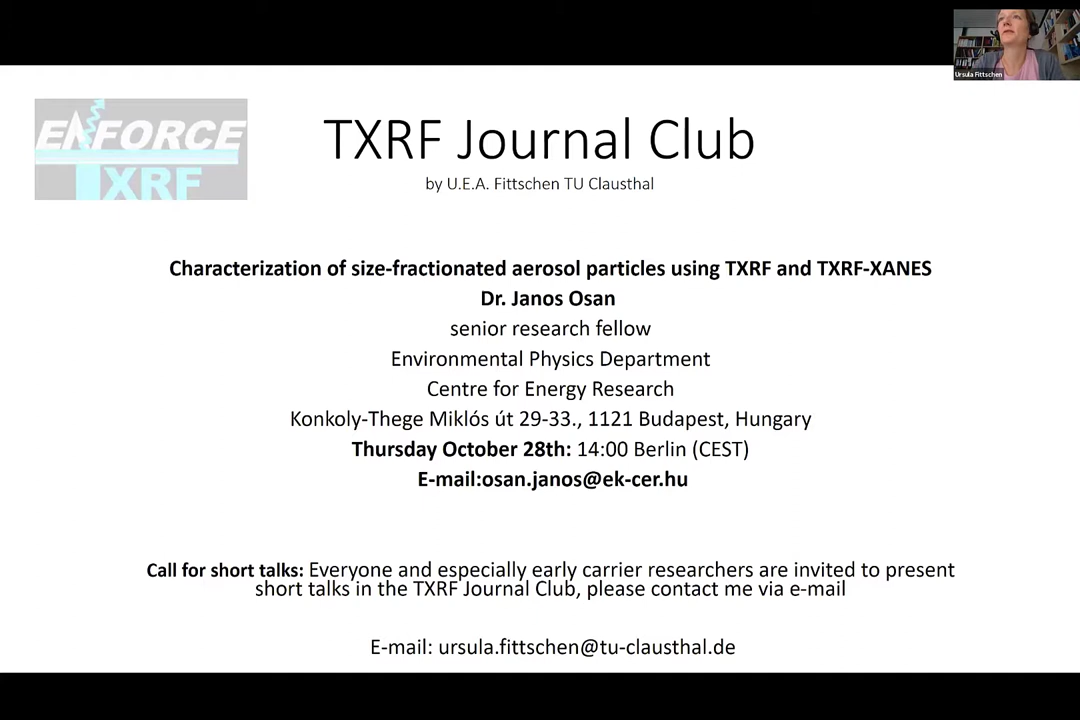 Ursula Fittschen
ENFORCE
TXRF
TXRF Journal Club
by U.E.A. Fittschen TU Clausthal
Characterization of size-fractionated aerosol particles using TXRF and TXRF-XANES
Dr. Janos Osan
senior research fellow
Environmental Physics Department
Centre for Energy Research
Konkoly-Thege Miklós út 29-33., 1121 Budapest, Hungary
Thursday October 28th: 14:00 Berlin (CEST)
E-mail:osan.janos@ek-cer.hu
Call for short talks: Everyone and especially early carrier researchers are invited to present
short talks in the TXRF Journal Club, please contact me via e-mail
E-mail: ursula.fittschen@tu-clausthal.de